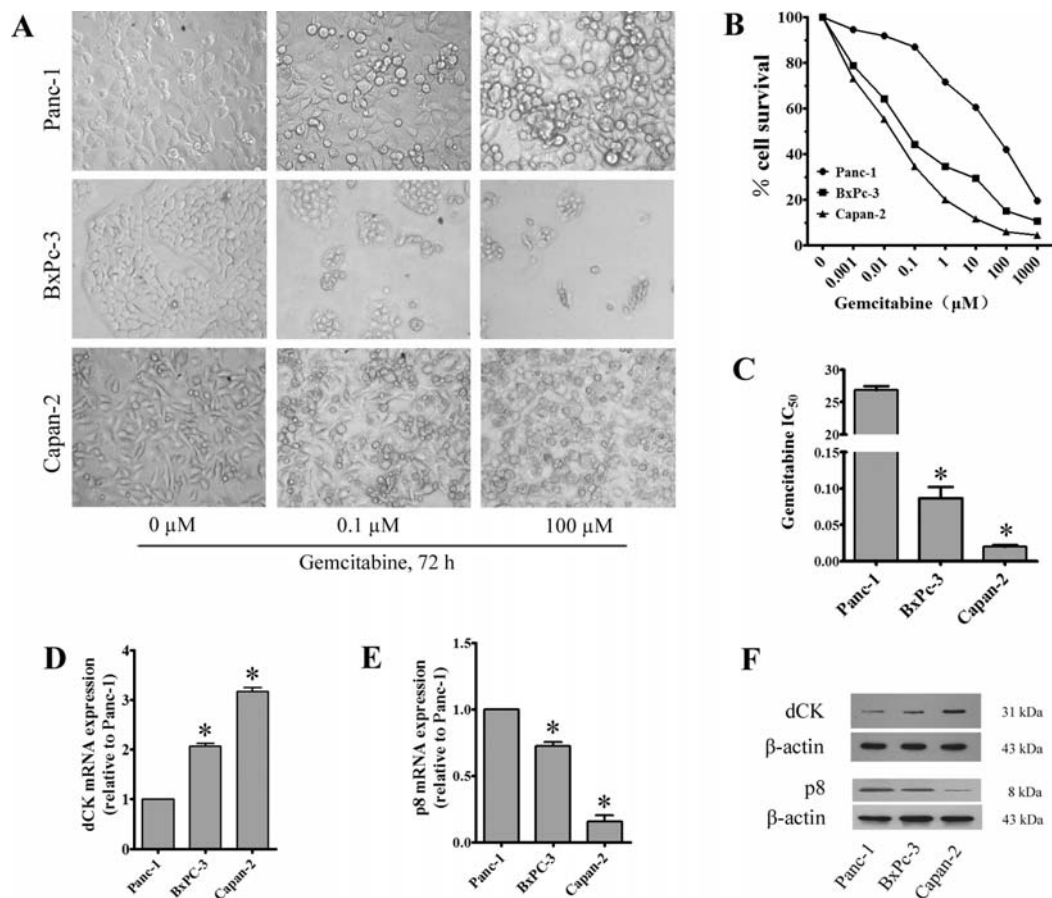 A
Panc-1
BxPc-3
Capan-2
0 µM
0.1 µM
100 µM
Gemcitabine, 72 h
B
% cell survival
100
80
60
40
20
0
Panc-1
BxPc-3
Capan-2
0
0.001
0.01
0.1
1
10
100
1000
Gemcitabine（µM）
C
Gemcitabine IC50
30
25
20
15
0.15
0.10
0.05
0.00
*
*
Panc-1
BxPc-3
Capan-2
D
dCK mRNA expression
(relative to Panc-1)
4
3
2
1
0
*
*
Panc-1
BxPC-3
Capan-2
E
p8 mRNA expression
(relative to Panc-1)
1.5
1.0
0.5
0.0
*
*
Panc-1
BxPC-3
Capan-2
F
dCK
31 kDa
β-actin
43 kDa
p8
8 kDa
β-actin
43 kDa
Panc-1
BxPc-3
Capan-2